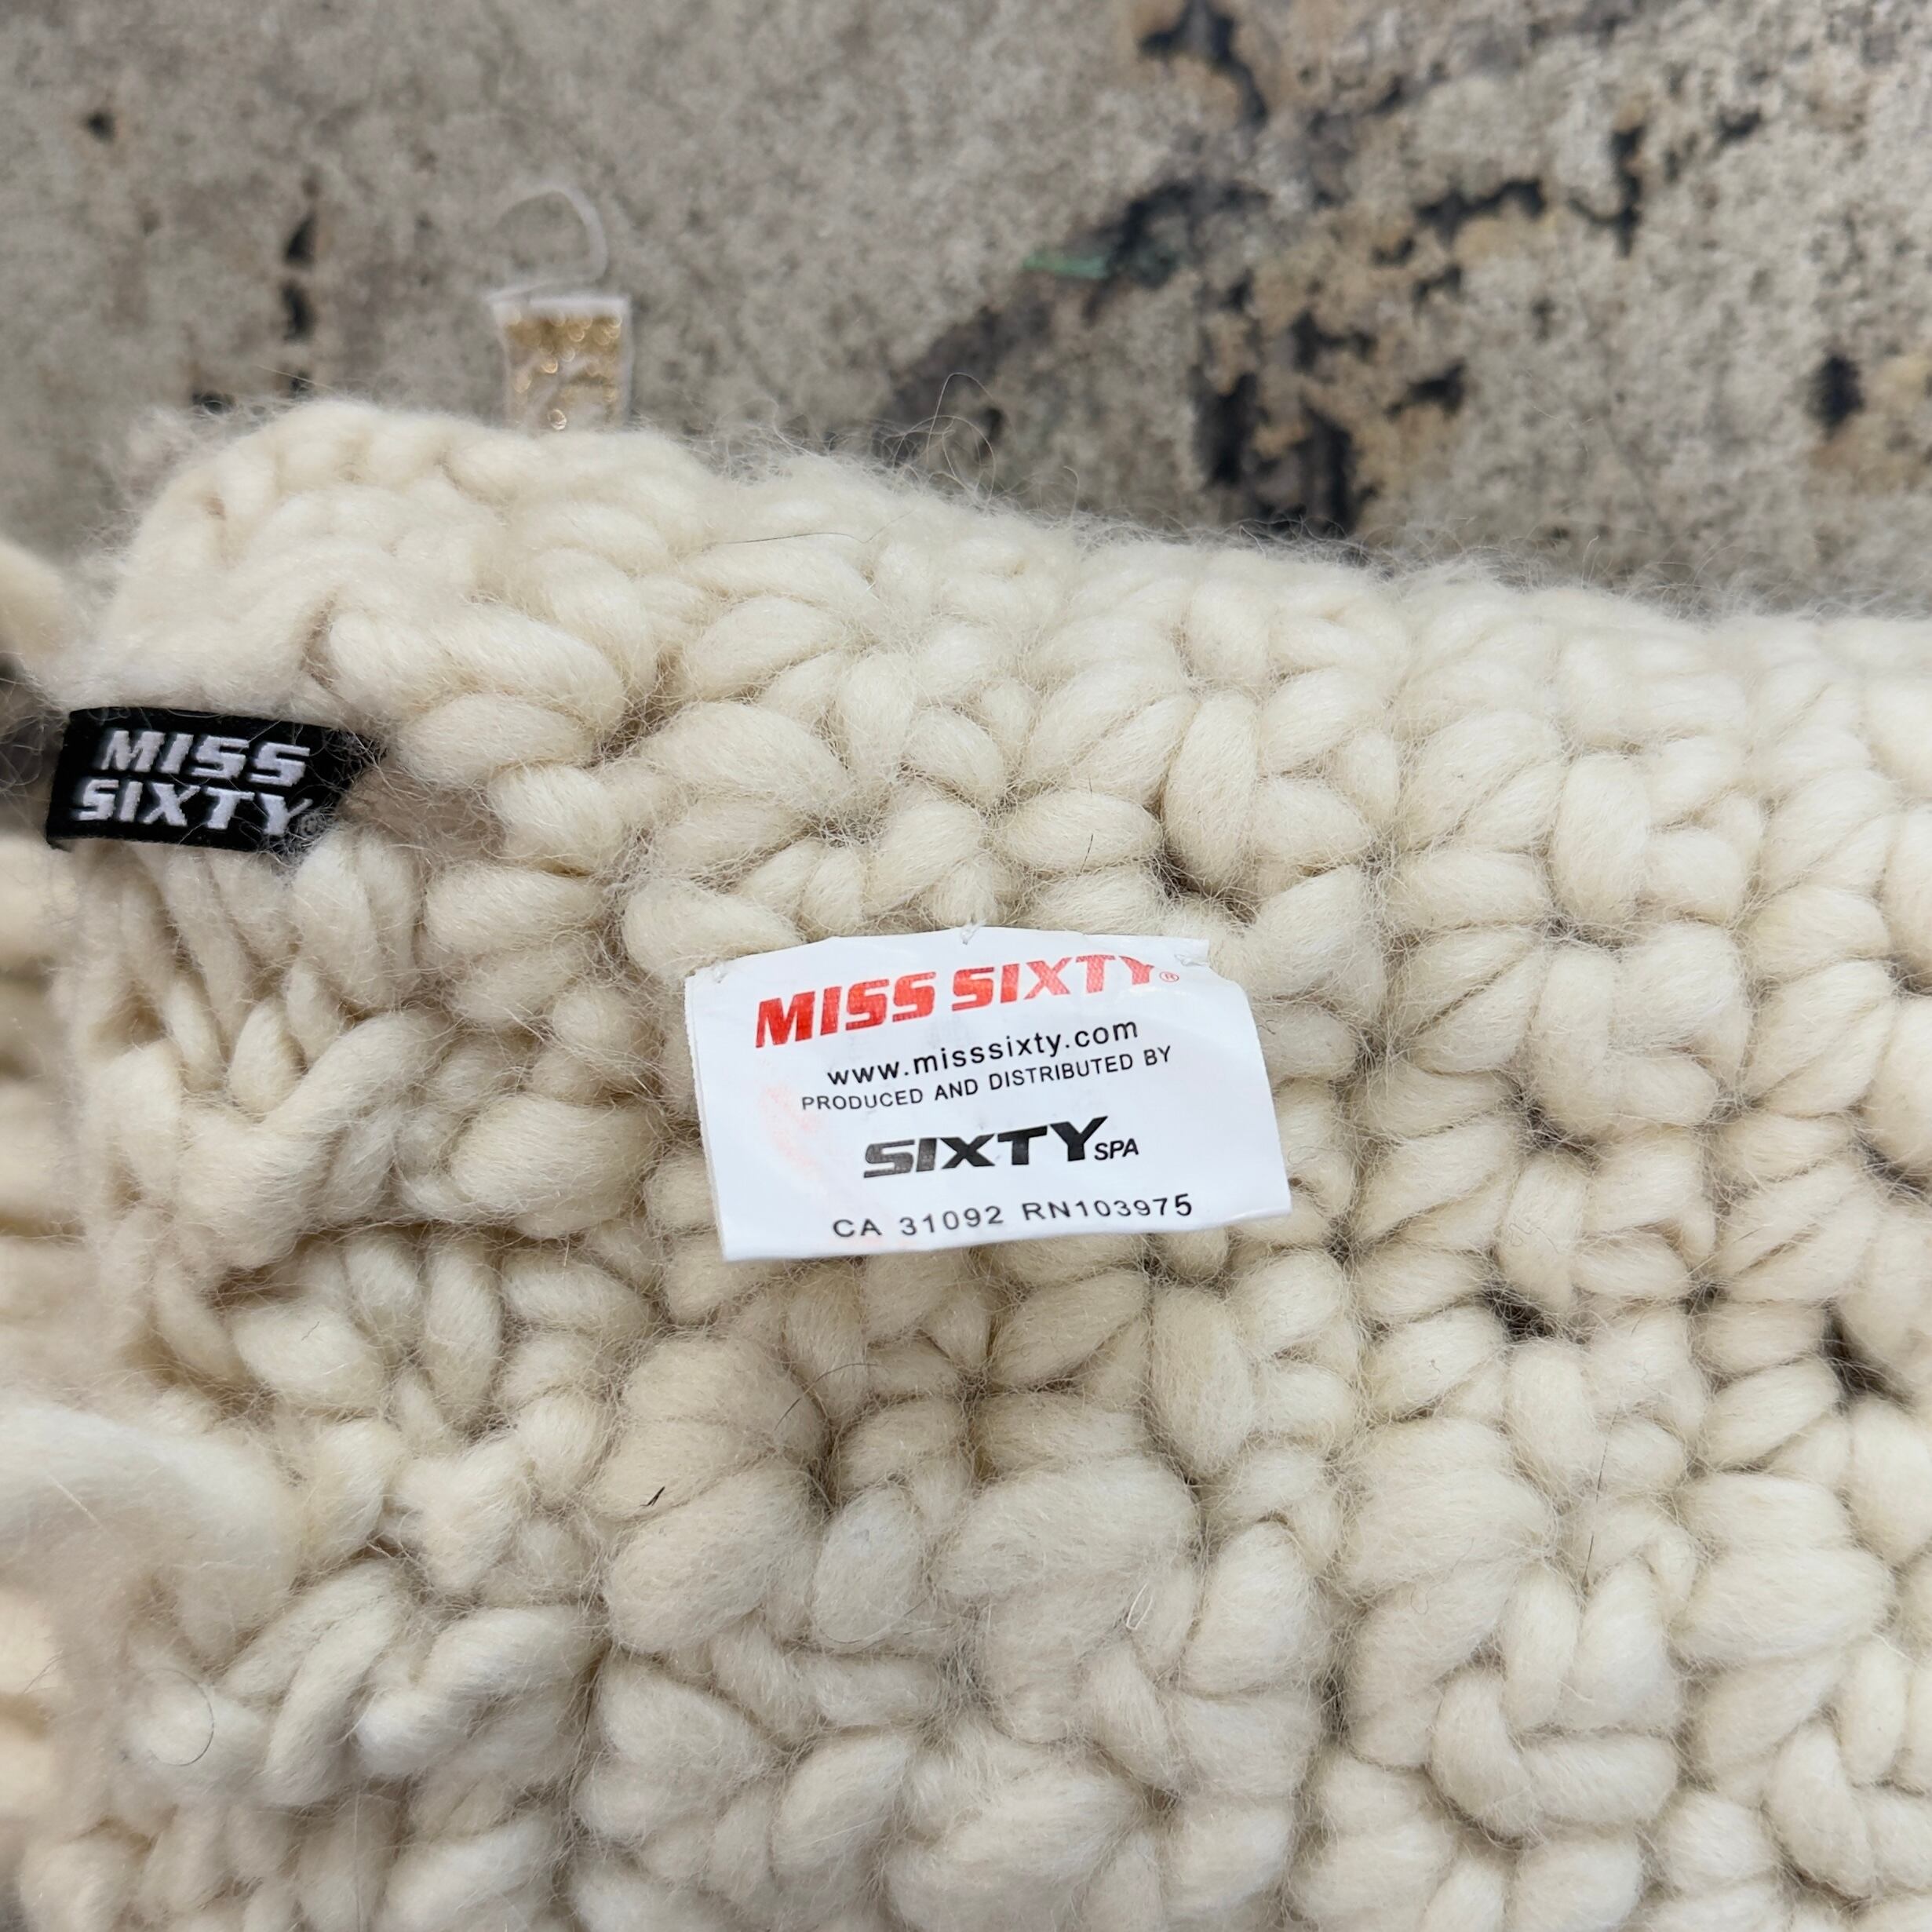 MISS
SIXTY®
MISS SIXTY®
www.misssixty.com
PRODUCED AND DISTRIBUTED BY
SIXTY SPA
CA 31092 RN103975